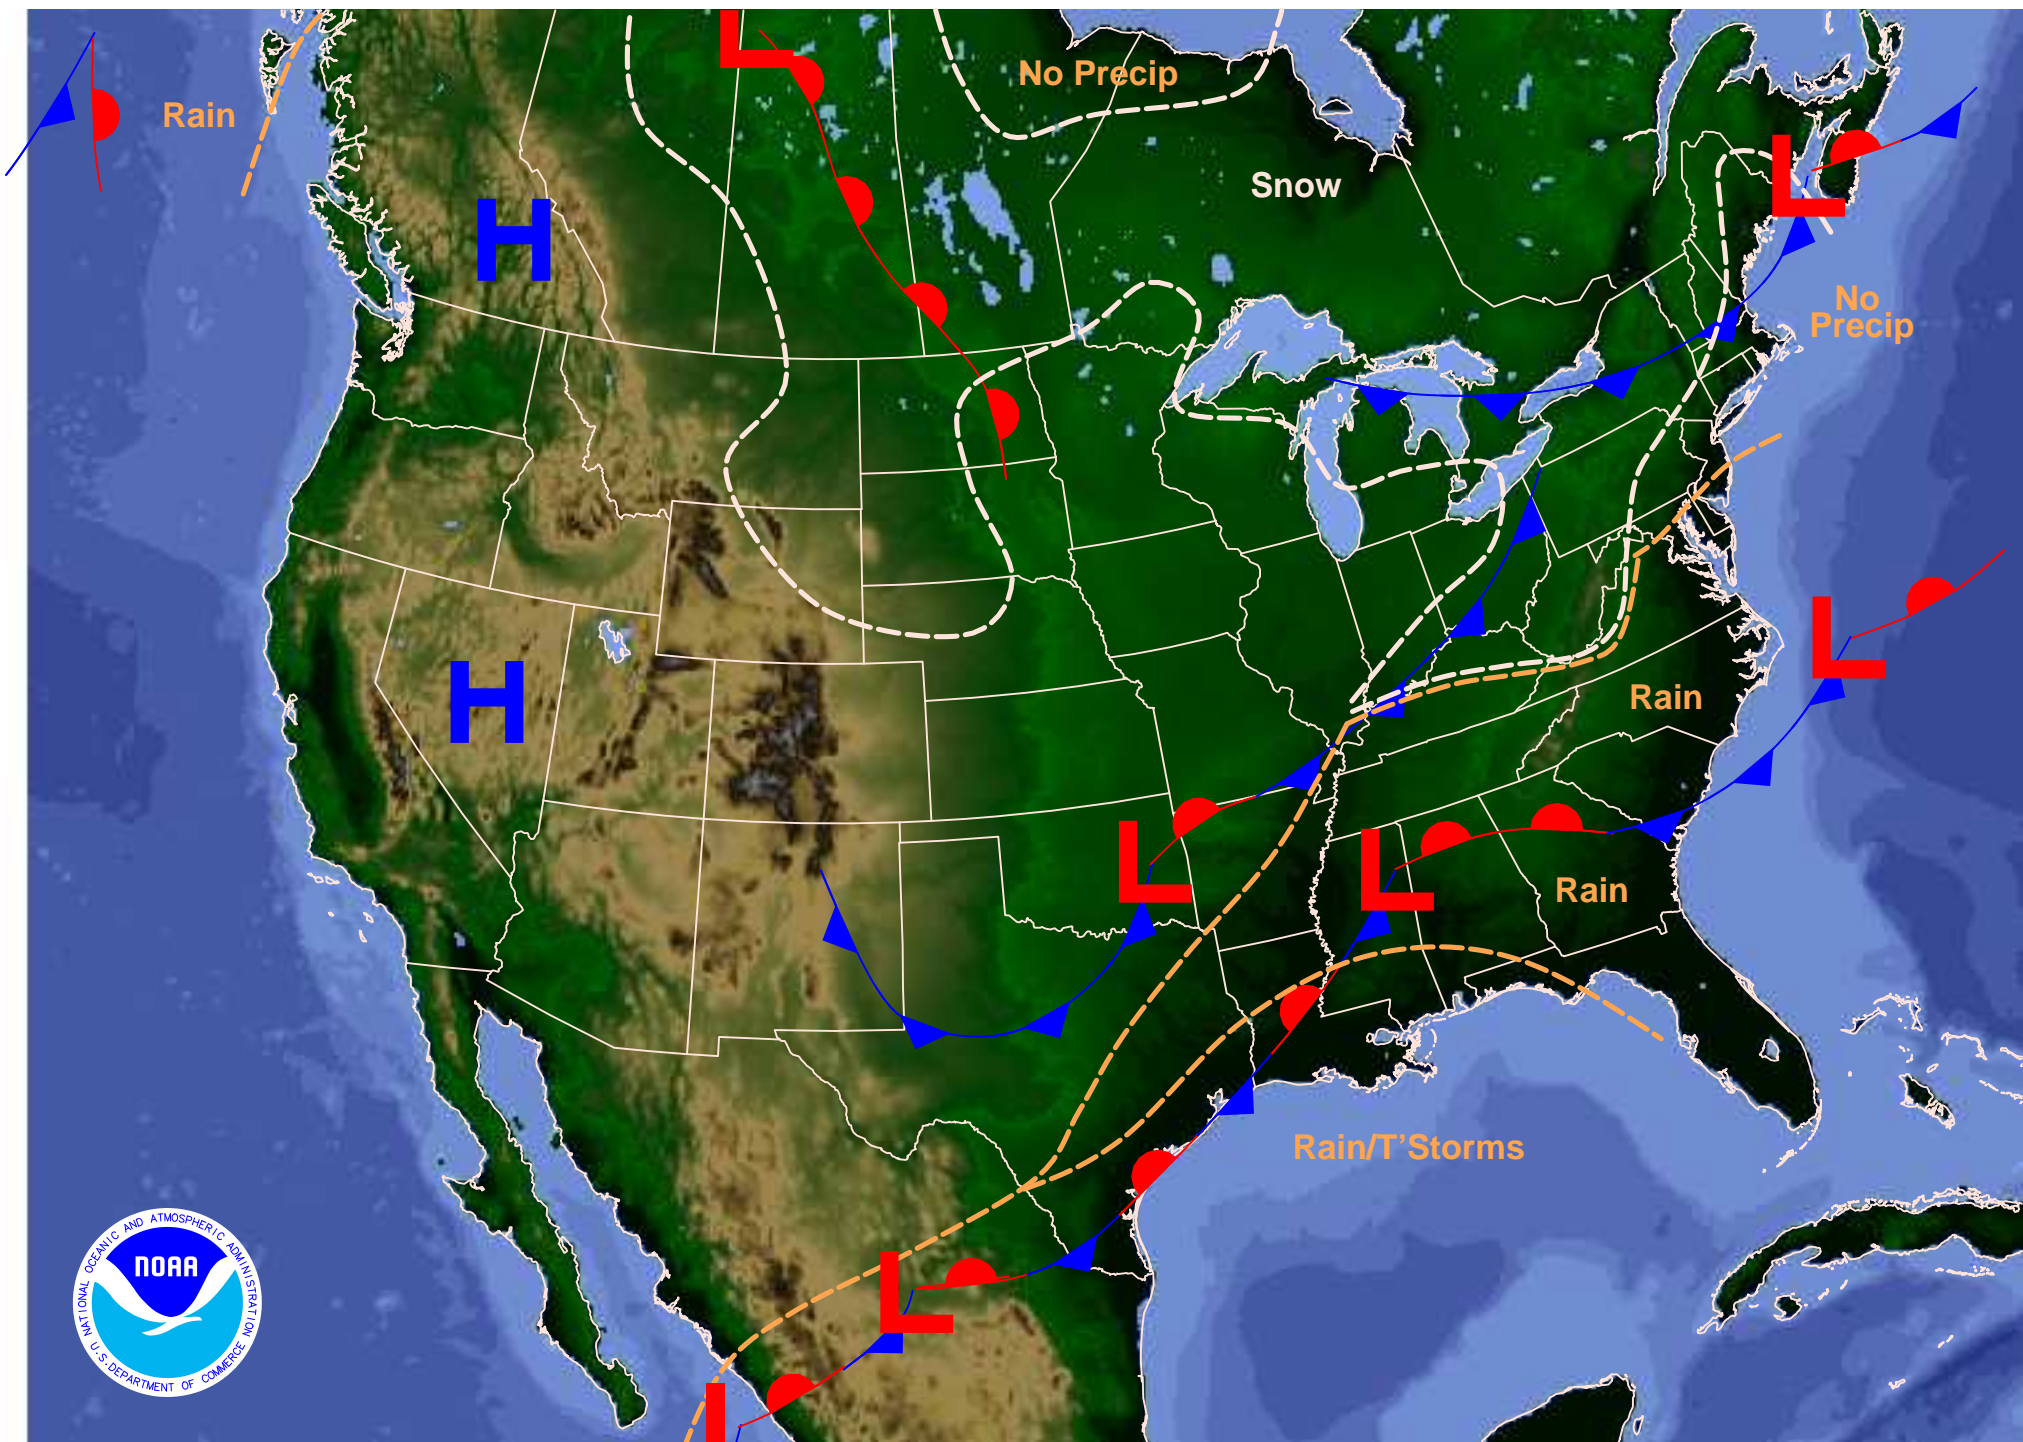 No Precip
Rain
Snow
No
Precip
H
H
Rain
Rain
Rain/T'Storms
L
L
L
L
L
L
L
NATIONAL OCEANIC AND ATMOSPHERIC ADMINISTRATION
NOAA
U.S. DEPARTMENT OF COMMERCE